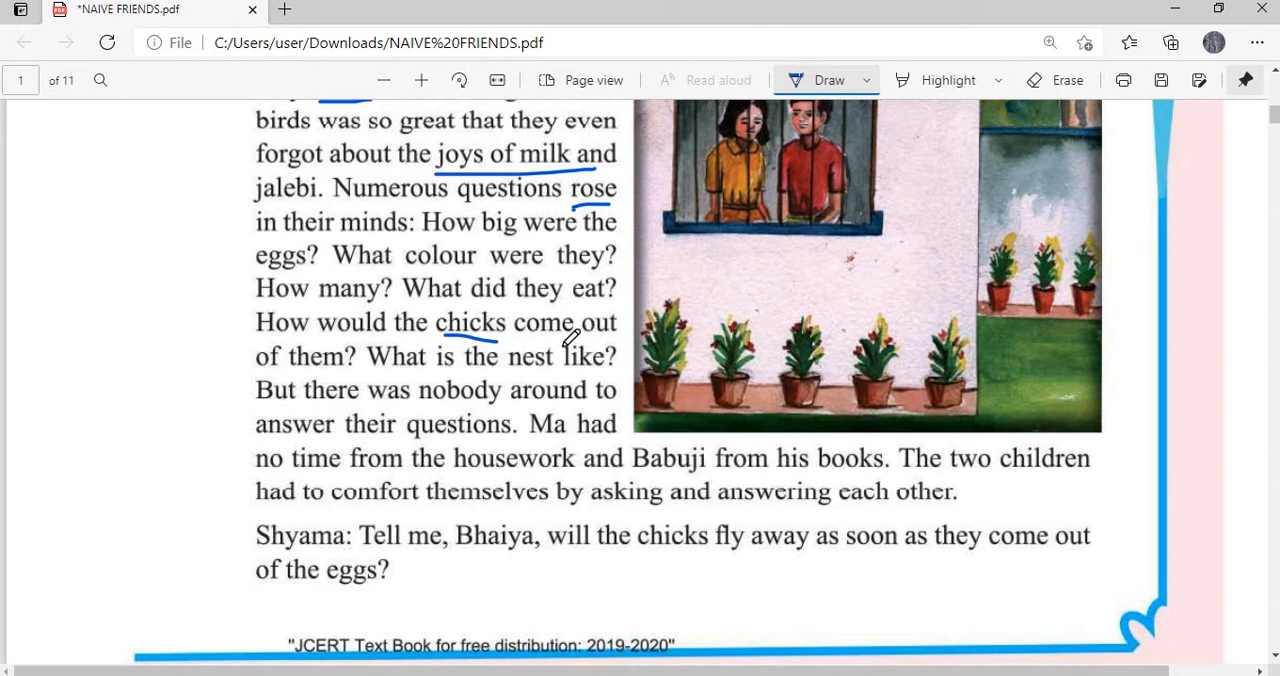 *NAIVE FRIENDS.pdf
File C:/Users/user/Downloads/NAIVE%20FRIENDS.pdf
1 of 11 Page view Read aloud Draw Highlight Erase
birds was so great that they even
forgot about the joys of milk and
jalebi. Numerous questions rose
in their minds: How big were the
eggs? What colour were they?
How many? What did they eat?
How would the chicks come out
of them? What is the nest like?
But there was nobody around to
answer their questions. Ma had
no time from the housework and Babuji from his books. The two children
had to comfort themselves by asking and answering each other.
Shyama: Tell me, Bhaiya, will the chicks fly away as soon as they come out
of the eggs?
"JCERT Text Book for free distribution: 2019-2020"